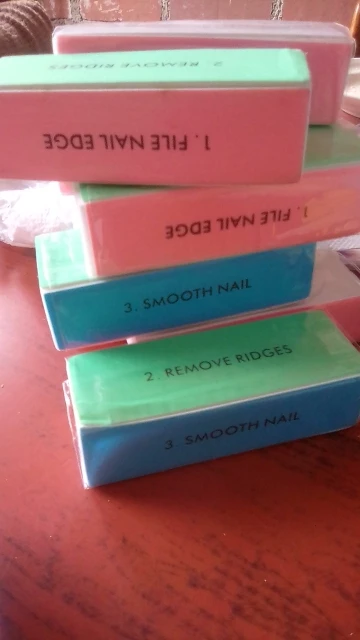 2. REMOVE RIDGES
1. FILE NAIL EDGE
1. FILE NAIL EDGE
3. SMOOTH NAIL
2. REMOVE RIDGES
3 SMOOTH NAIL